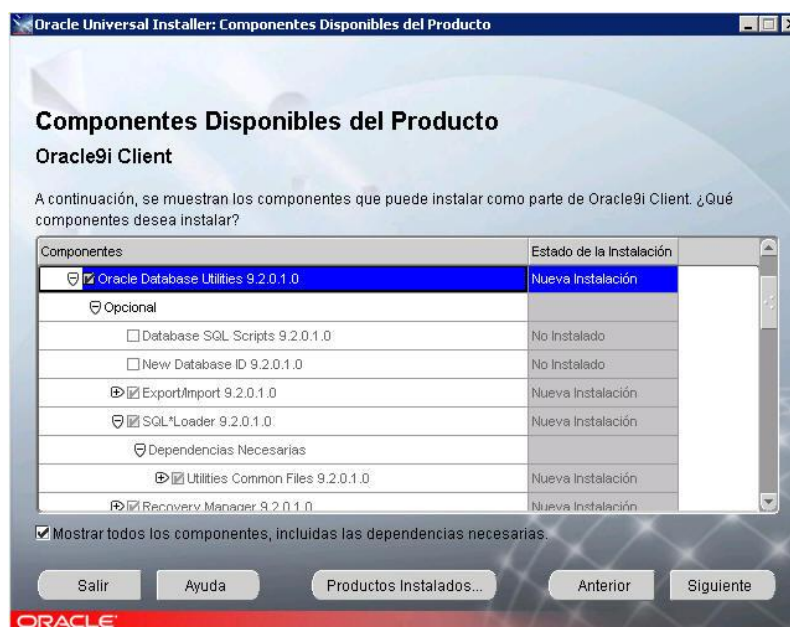 Oracle Universal Installer: Componentes Disponibles del Producto
Componentes Disponibles del Producto
Oracle9i Client
A continuación, se muestran los componentes que puede instalar como parte de Oracle9i Client. ¿Qué
componentes desea instalar?
Componentes Estado de la Instalación
Oracle Database Utilities 9.2.0.1.0 Nueva Instalación
Opcional
Database SQL Scripts 9.2.0.1.0 No Instalado
New Database ID 9.2.0.1.0 No Instalado
Export/Import 9.2.0.1.0 Nueva Instalación
SQL*Loader 9.2.0.1.0 Nueva Instalación
Dependencias Necesarias
Utilities Common Files 9.2.0.1.0 Nueva Instalación
Recovery Manager 9.2.0.1.0 Nueva Instalación
Mostrar todos los componentes, incluidas las dependencias necesarias.
Salir Ayuda Productos Instalados... Anterior Siguiente
ORACLE